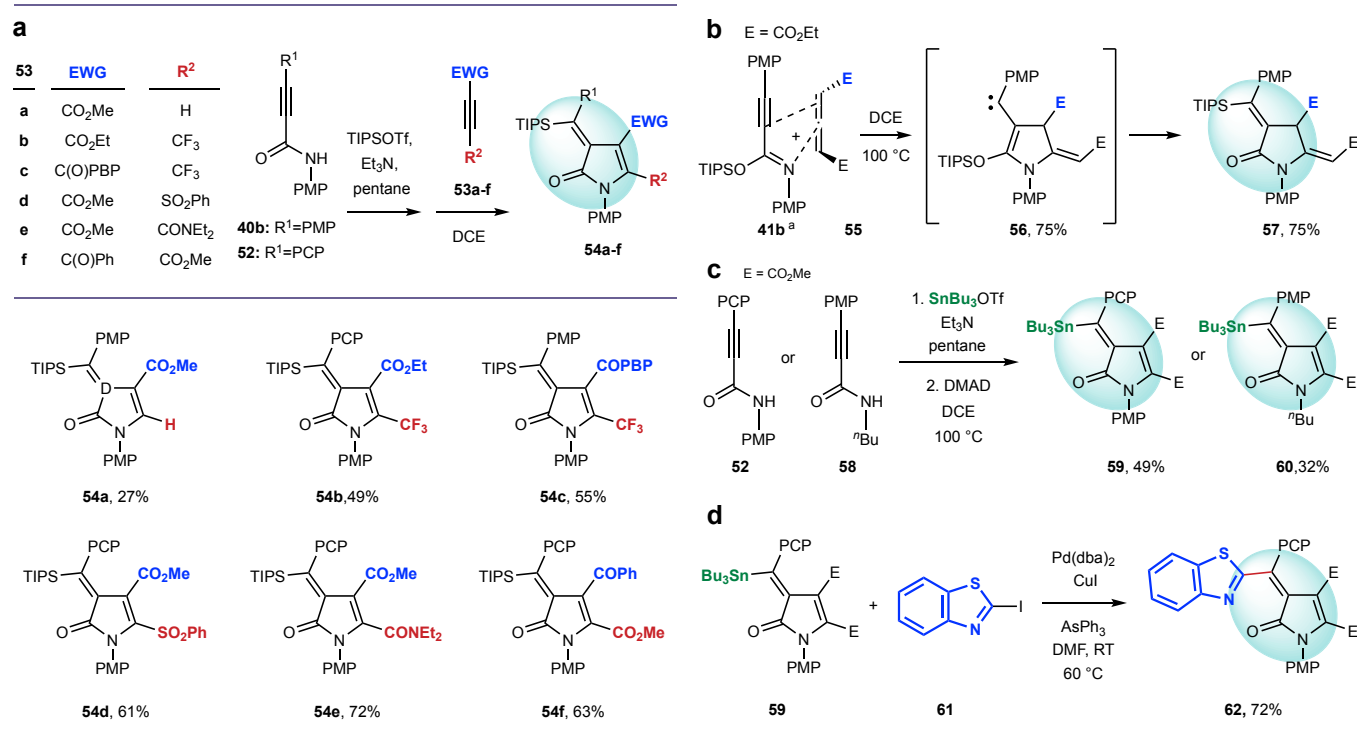 a
53 EWG R2
a CO2Me H
b CO2Et CF3
c C(O)PBP CF3
d CO2Me SO2Ph
e CO2Me CONEt2
f C(O)Ph CO2Me
R1
O
NH
PMP
40b: R1=PMP
52: R1=PCP
TIPSOTf,
Et3N,
pentane
EWG
R2
53a-f
DCE
R1
TIPS
EWG
O
N
R2
PMP
54a-f
PMP
TIPS
CO2Me
D
O
N
H
PMP
54a, 27%
PCP
TIPS
CO2Et
O
N
CF3
PMP
54b,49%
PMP
TIPS
COPBP
O
N
CF3
PMP
54c, 55%
PCP
TIPS
CO2Me
O
N
SO2Ph
PMP
54d, 61%
PCP
TIPS
CO2Me
O
N
CONEt2
PMP
54e, 72%
PCP
TIPS
COPh
O
N
CO2Me
PMP
54f, 63%
b
E = CO2Et
PMP
E
+
TIPSO
N
E
PMP
41b a
55
DCE
100 °C
PMP
:
E
TIPSO
N
E
PMP
56, 75%
PMP
TIPS
E
O
N
E
PMP
57, 75%
c
E = CO2Me
PCP
O
NH
PMP
52
or
PMP
O
NH
nBu
58
1. SnBu3OTf
Et3N
pentane
2. DMAD
DCE
100 °C
PCP
Bu3Sn
E
O
N
E
PMP
59, 49%
or
PMP
Bu3Sn
E
O
N
E
nBu
60,32%
d
PCP
Bu3Sn
E
O
N
E
PMP
59
+
S
N
I
61
Pd(dba)2
CuI
AsPh3
DMF, RT
60 °C
S
PCP
N
E
O
N
E
PMP
62, 72%